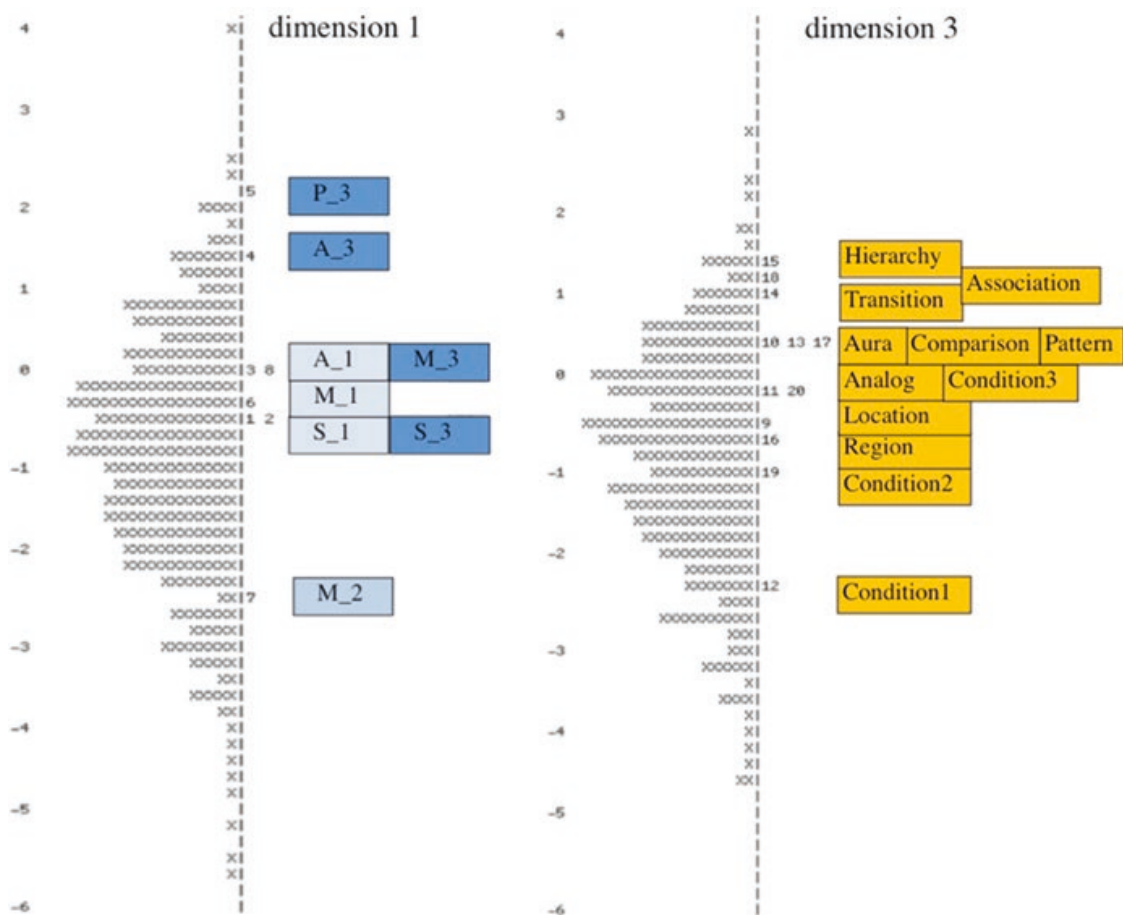 dimension 1
4
3
5
P_3
2
4
A_3
1
0
3 8
A_1 M_3
6
M_1
1 2
S_1 S_3
-1
-2
7
M_2
-3
-4
-5
-6
dimension 3
4
3
2
15
Hierarchy
18
Association
1
14
Transition
10 13 17
Aura Comparison Pattern
0
11 20
Analog Condition3
Location
9
16
Region
-1
19
Condition2
-2
12
Condition1
-3
-4
-5
-6